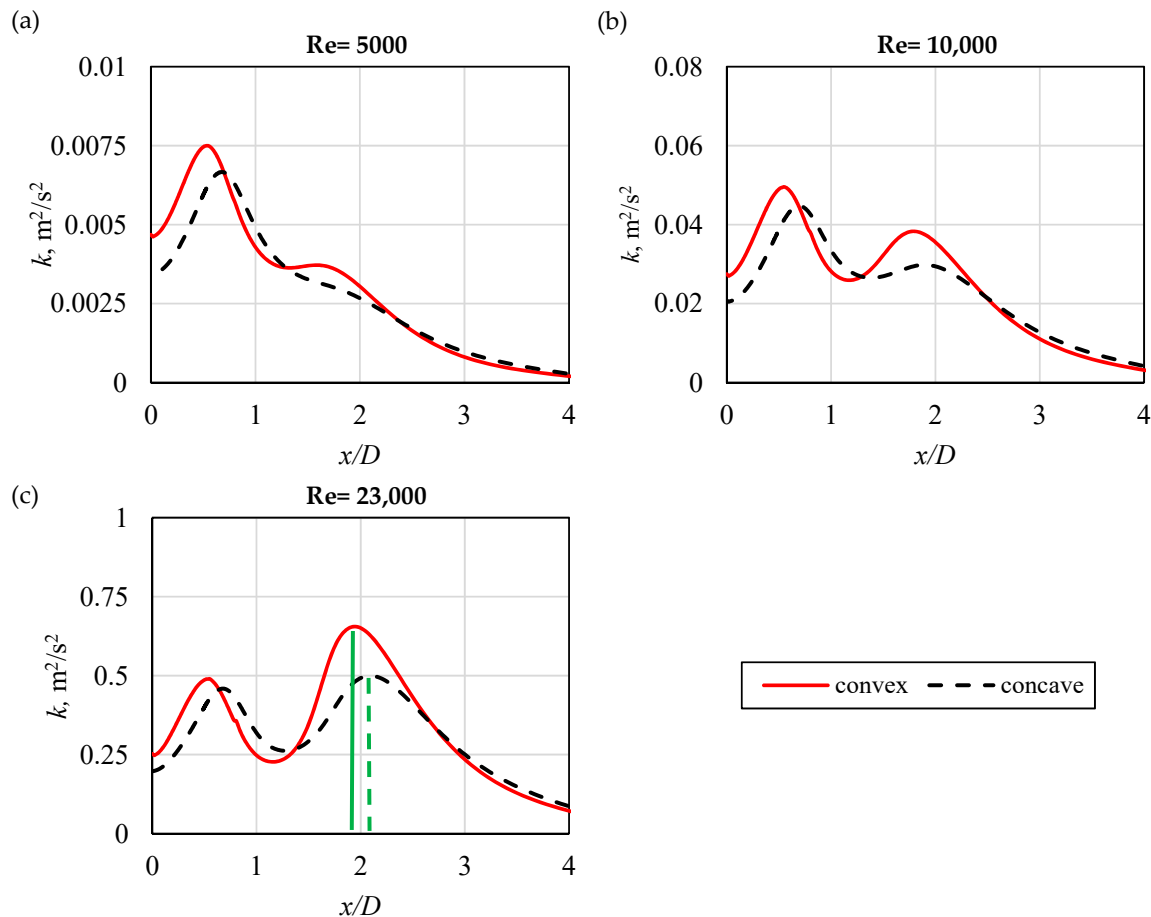 (a)
Re= 5000
0.01
0.0075
0.005
0.0025
0
k, m²/s²
0 1 2 3 4
x/D
(b)
Re= 10,000
0.08
0.06
0.04
0.02
0
k, m²/s²
0 1 2 3 4
x/D
(c)
Re= 23,000
1
0.75
0.5
0.25
0
k, m²/s²
0 1 2 3 4
x/D
convex concave